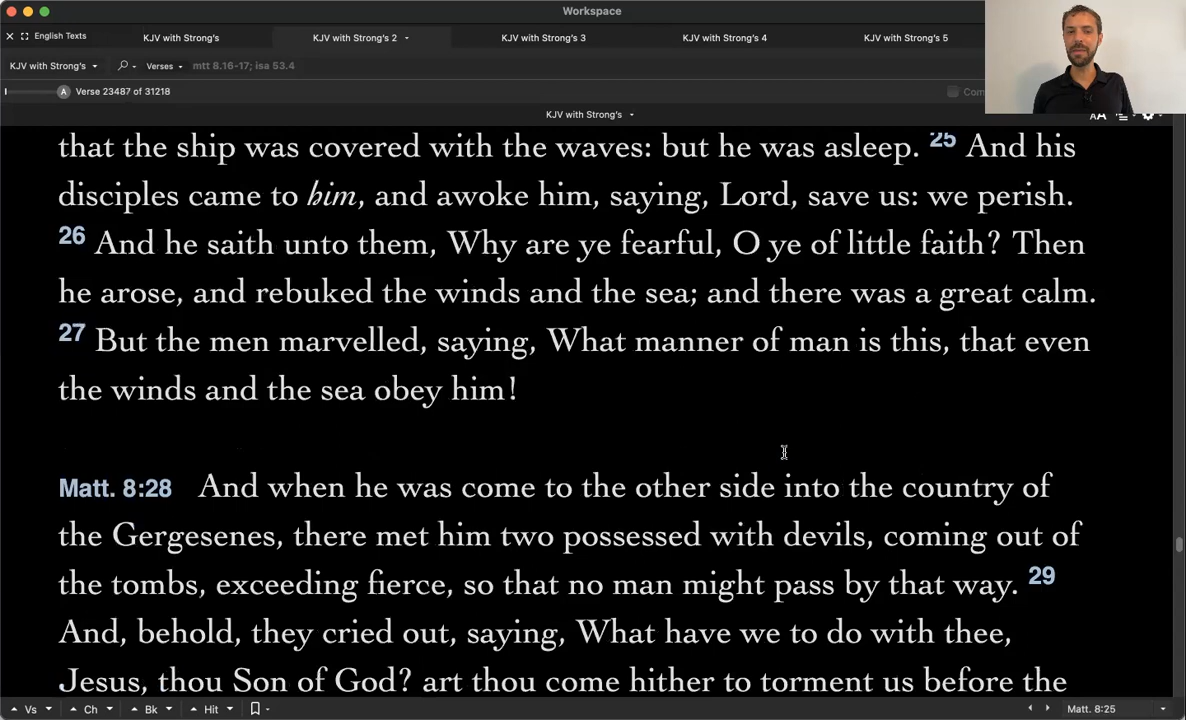 Workspace
English Texts
KJV with Strong's
KJV with Strong's 2
KJV with Strong's 3
KJV with Strong's 4
KJV with Strong's 5
KJV with Strong's
Verses
mtt 8.16-17; isa 53.4
A
Verse 23487 of 31218
Com
KJV with Strong's
AA
that the ship was covered with the waves: but he was asleep. 25 And his
disciples came to him, and awoke him, saying, Lord, save us: we perish.
26 And he saith unto them, Why are ye fearful, O ye of little faith? Then
he arose, and rebuked the winds and the sea; and there was a great calm.
27 But the men marvelled, saying, What manner of man is this, that even
the winds and the sea obey him!
Matt. 8:28 And when he was come to the other side into the country of
the Gergesenes, there met him two possessed with devils, coming out of
the tombs, exceeding fierce, so that no man might pass by that way. 29
And, behold, they cried out, saying, What have we to do with thee,
Jesus, thou Son of God? art thou come hither to torment us before the
Vs Ch Bk Hit
Matt. 8:25